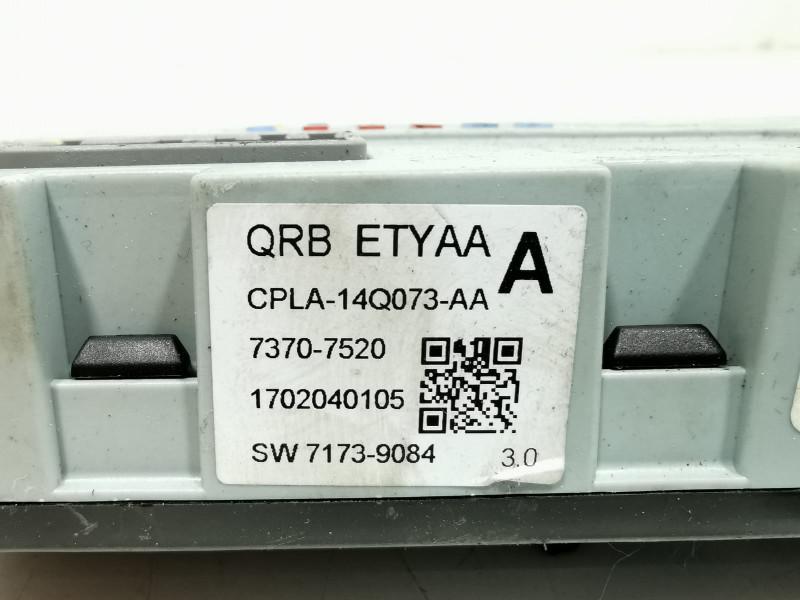 QRB ETYAA A
CPLA-14Q073-AA
7370-7520
1702040105
SW 7173-9084 3.0